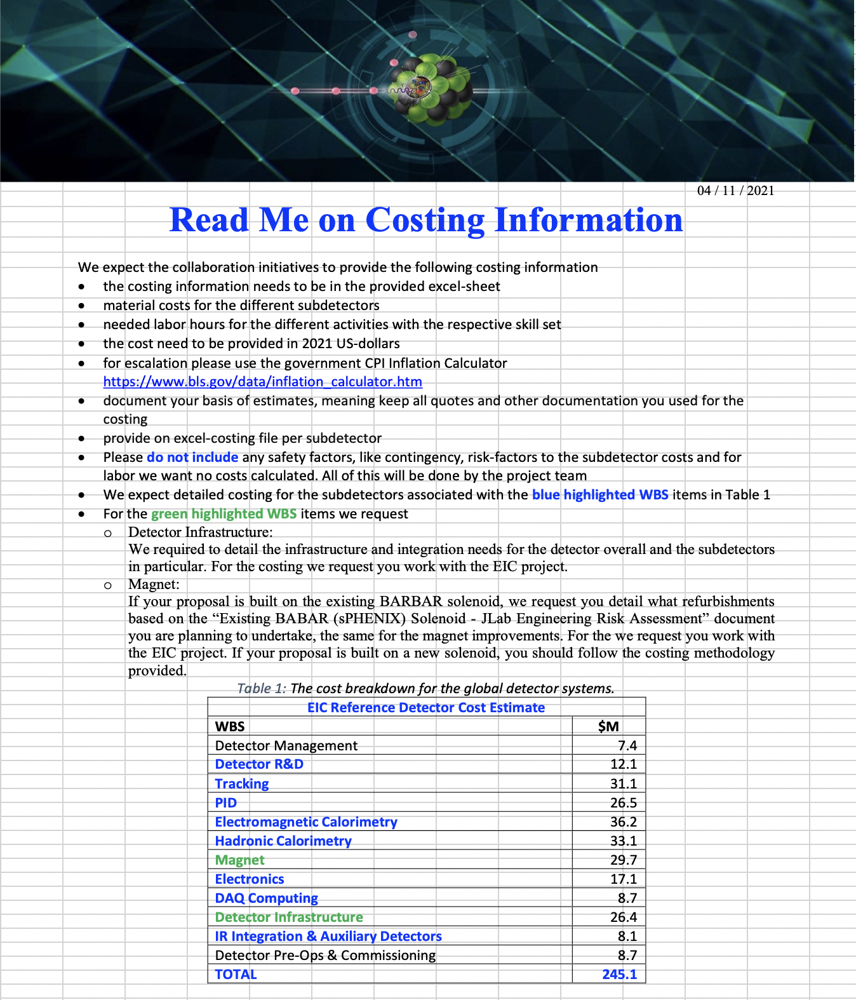 04 / 11 / 2021
Read Me on Costing Information
We expect the collaboration initiatives to provide the following costing information
• the costing information needs to be in the provided excel-sheet
• material costs for the different subdetectors
• needed labor hours for the different activities with the respective skill set
• the cost need to be provided in 2021 US-dollars
• for escalation please use the government CPI Inflation Calculator
https://www.bls.gov/data/inflation_calculator.htm
• document your basis of estimates, meaning keep all quotes and other documentation you used for the
costing
• provide on excel-costing file per subdetector
• Please do not include any safety factors, like contingency, risk-factors to the subdetector costs and for
labor we want no costs calculated. All of this will be done by the project team
• We expect detailed costing for the subdetectors associated with the blue highlighted WBS items in Table 1
• For the green highlighted WBS items we request
o Detector Infrastructure:
We required to detail the infrastructure and integration needs for the detector overall and the subdetectors
in particular. For the costing we request you work with the EIC project.
o Magnet:
If your proposal is built on the existing BARBAR solenoid, we request you detail what refurbishments
based on the “Existing BABAR (sPHENIX) Solenoid - JLab Engineering Risk Assessment” document
you are planning to undertake, the same for the magnet improvements. For the we request you work with
the EIC project. If your proposal is built on a new solenoid, you should follow the costing methodology
provided.
Table 1: The cost breakdown for the global detector systems.
EIC Reference Detector Cost Estimate
WBS $M
Detector Management 7.4
Detector R&D 12.1
Tracking 31.1
PID 26.5
Electromagnetic Calorimetry 36.2
Hadronic Calorimetry 33.1
Magnet 29.7
Electronics 17.1
DAQ Computing 8.7
Detector Infrastructure 26.4
IR Integration & Auxiliary Detectors 8.1
Detector Pre-Ops & Commissioning 8.7
TOTAL 245.1